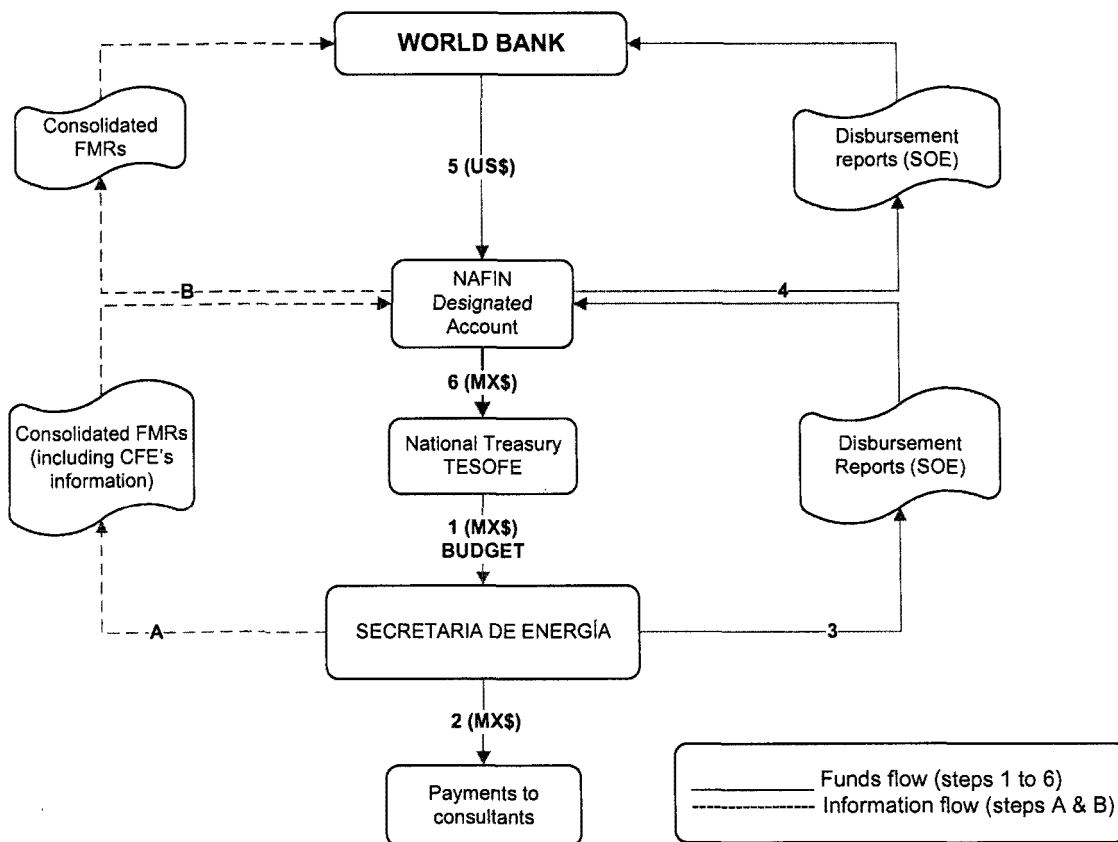 WORLD BANK
Consolidated
FMRs
Disbursement
reports (SOE)
5 (US$)
B
NAFIN
Designated
Account
4
6 (MX$)
Consolidated FMRs
(including CFE's
information)
National Treasury
TESOFE
Disbursement
Reports (SOE)
1 (MX$)
BUDGET
A
SECRETARIA DE ENERGÍA
3
2 (MX$)
Payments to
consultants
Funds flow (steps 1 to 6)
Information flow (steps A & B)